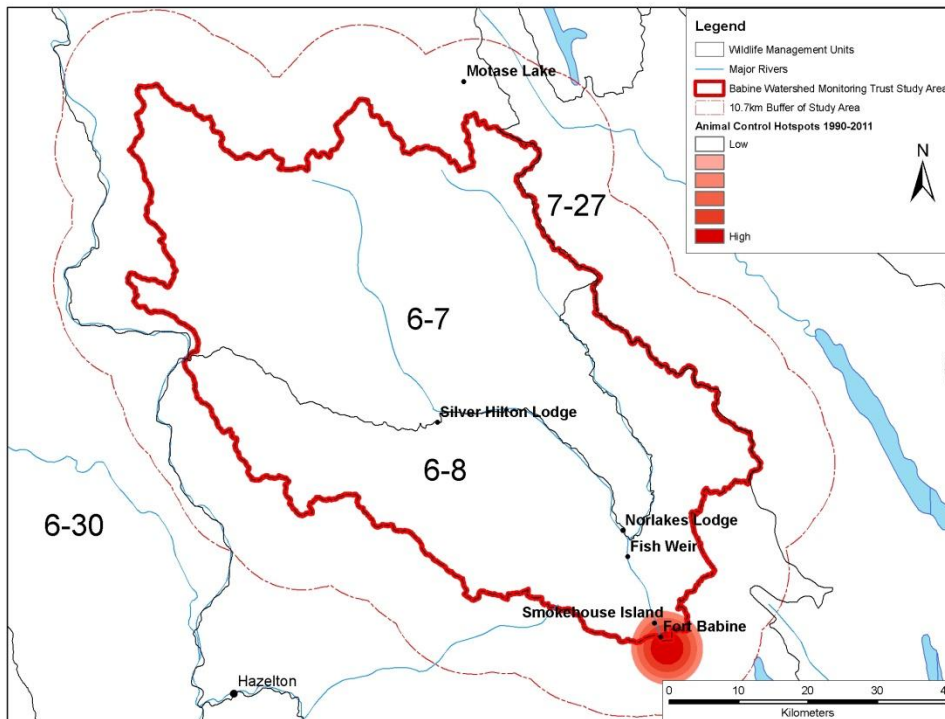 Motase Lake
7-27
6-7
Silver Hilton Lodge
6-8
6-30
Norlakes Lodge
Fish Weir
Smokehouse Island
Fort Babine
Hazelton
Legend
Wildlife Management Units
Major Rivers
Babine Watershed Monitoring Trust Study Area
10.7km Buffer of Study Area
Animal Control Hotspots 1990-2011
Low
High
N
0 10 20 30 40
Kilometers